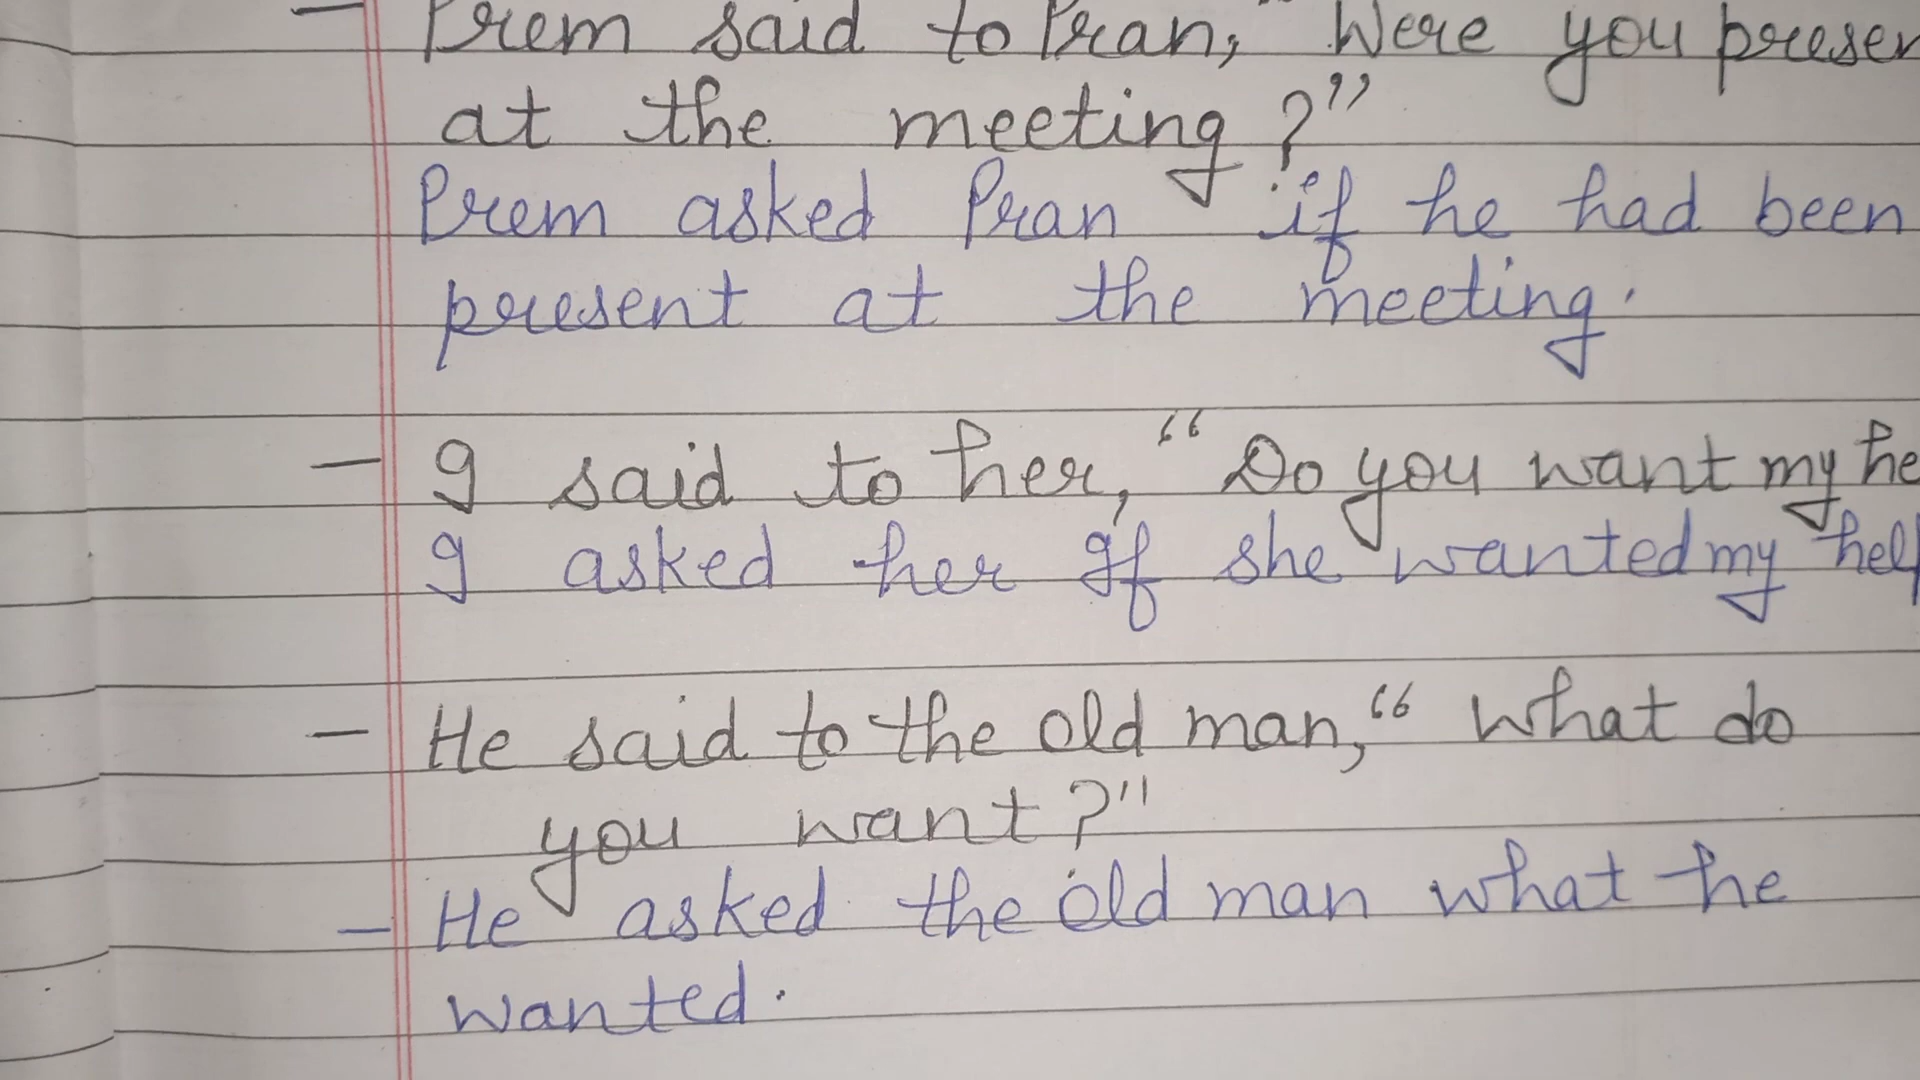 - Prem said to Pran, " Were you presen
at the meeting ?"
Prem asked Pran if he had been
present at the meeting.
- I said to her, "Do you want my he
I asked her If she wanted my help
- He said to the old man, " what do
you want ?"
- He asked the old man what the
wanted.